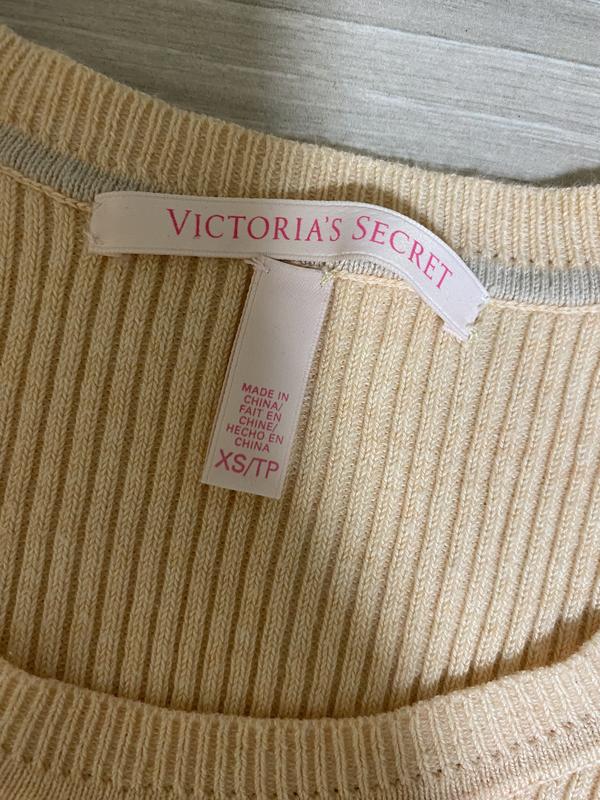 VICTORIA'S SECRET
MADE IN
CHINA/
FAIT EN
CHINE/
HECHO EN
CHINA
XS/TP